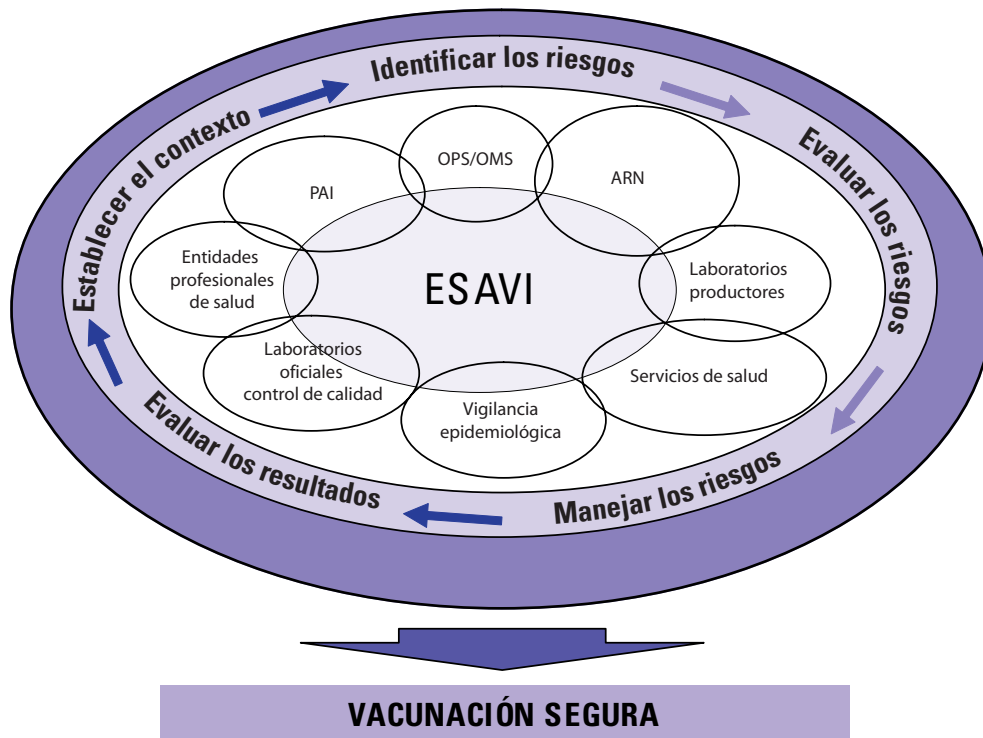 Identificar los riesgos
Establecer el contexto
Evaluar los riesgos
OPS/OMS
PAI
ARN
Entidades
profesionales
de salud
ESAVI
Laboratorios
productores
Laboratorios
oficiales
control de calidad
Servicios de salud
Vigilancia
epidemiológica
Evaluar los resultados
Manejar los riesgos
VACUNACIÓN SEGURA